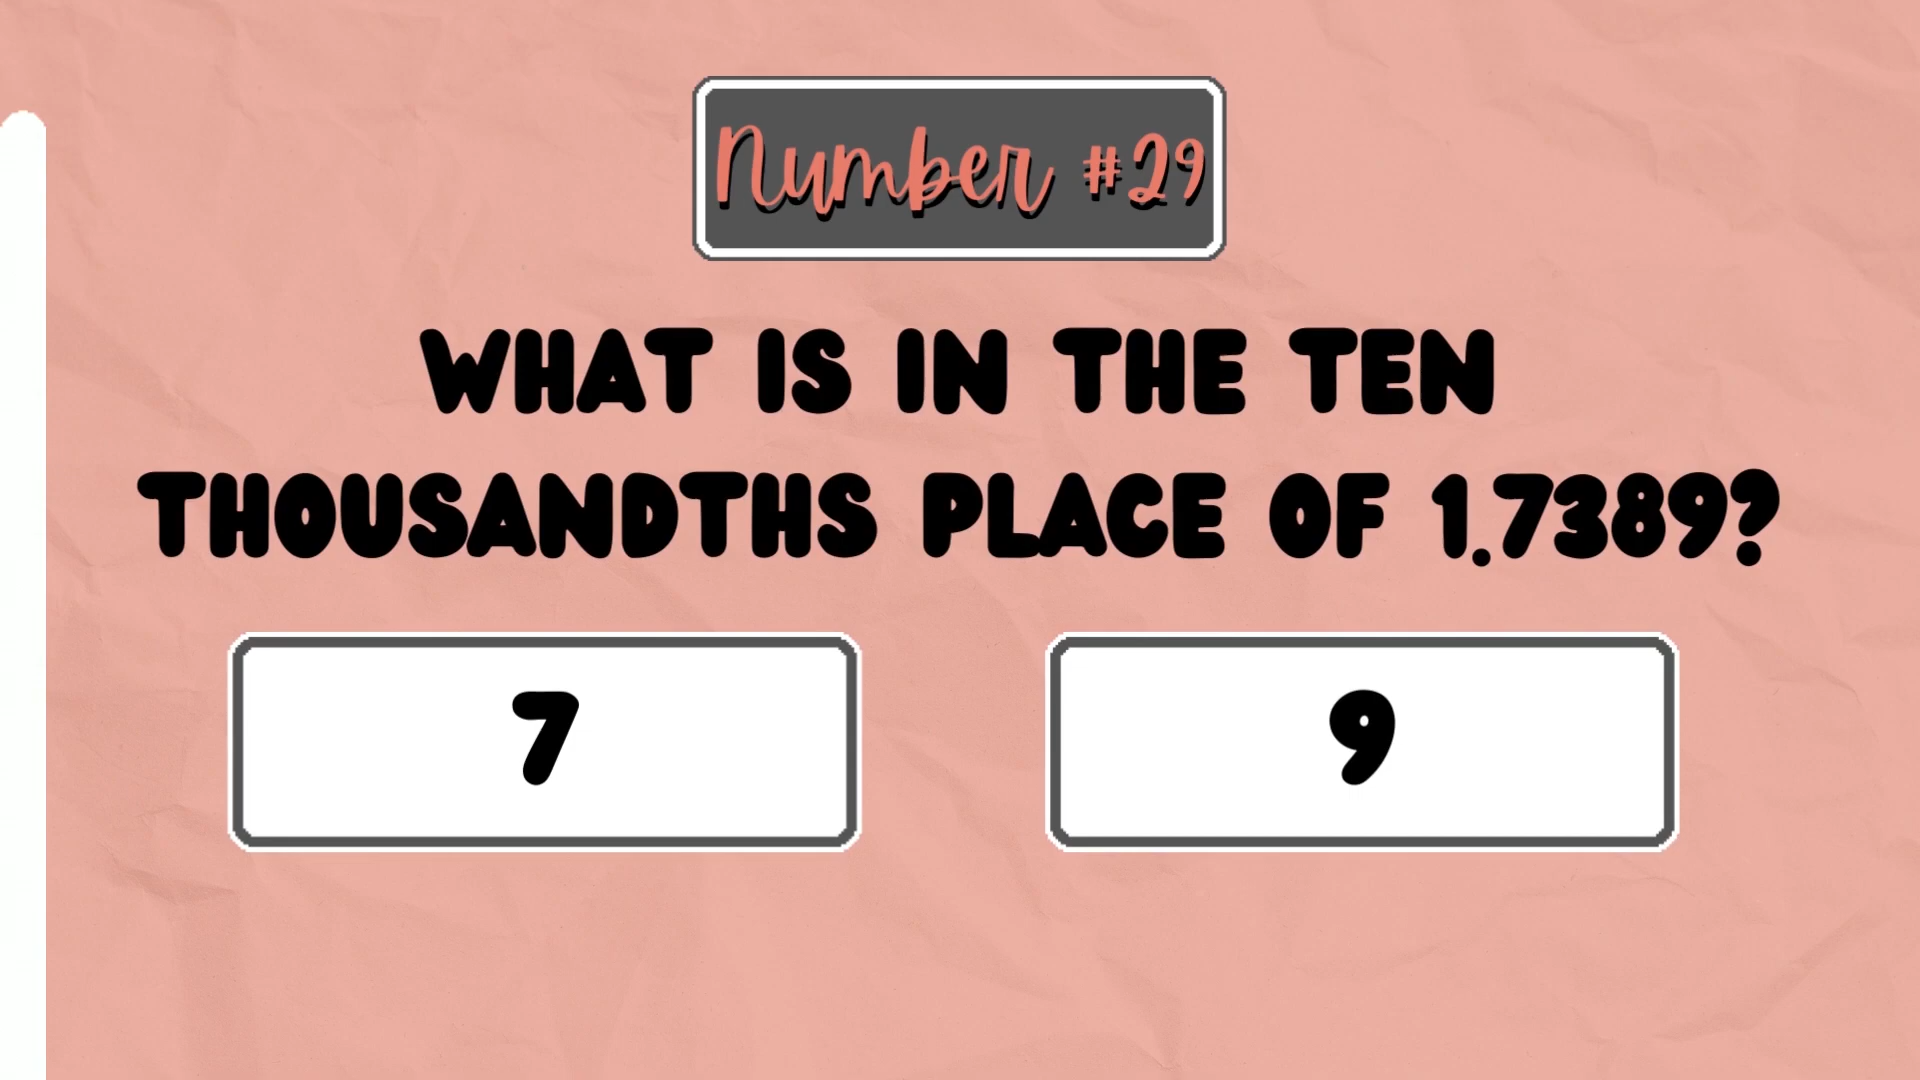 Number #29
WHAT IS IN THE TEN
THOUSANDTHS PLACE OF 1.7389?
7
9